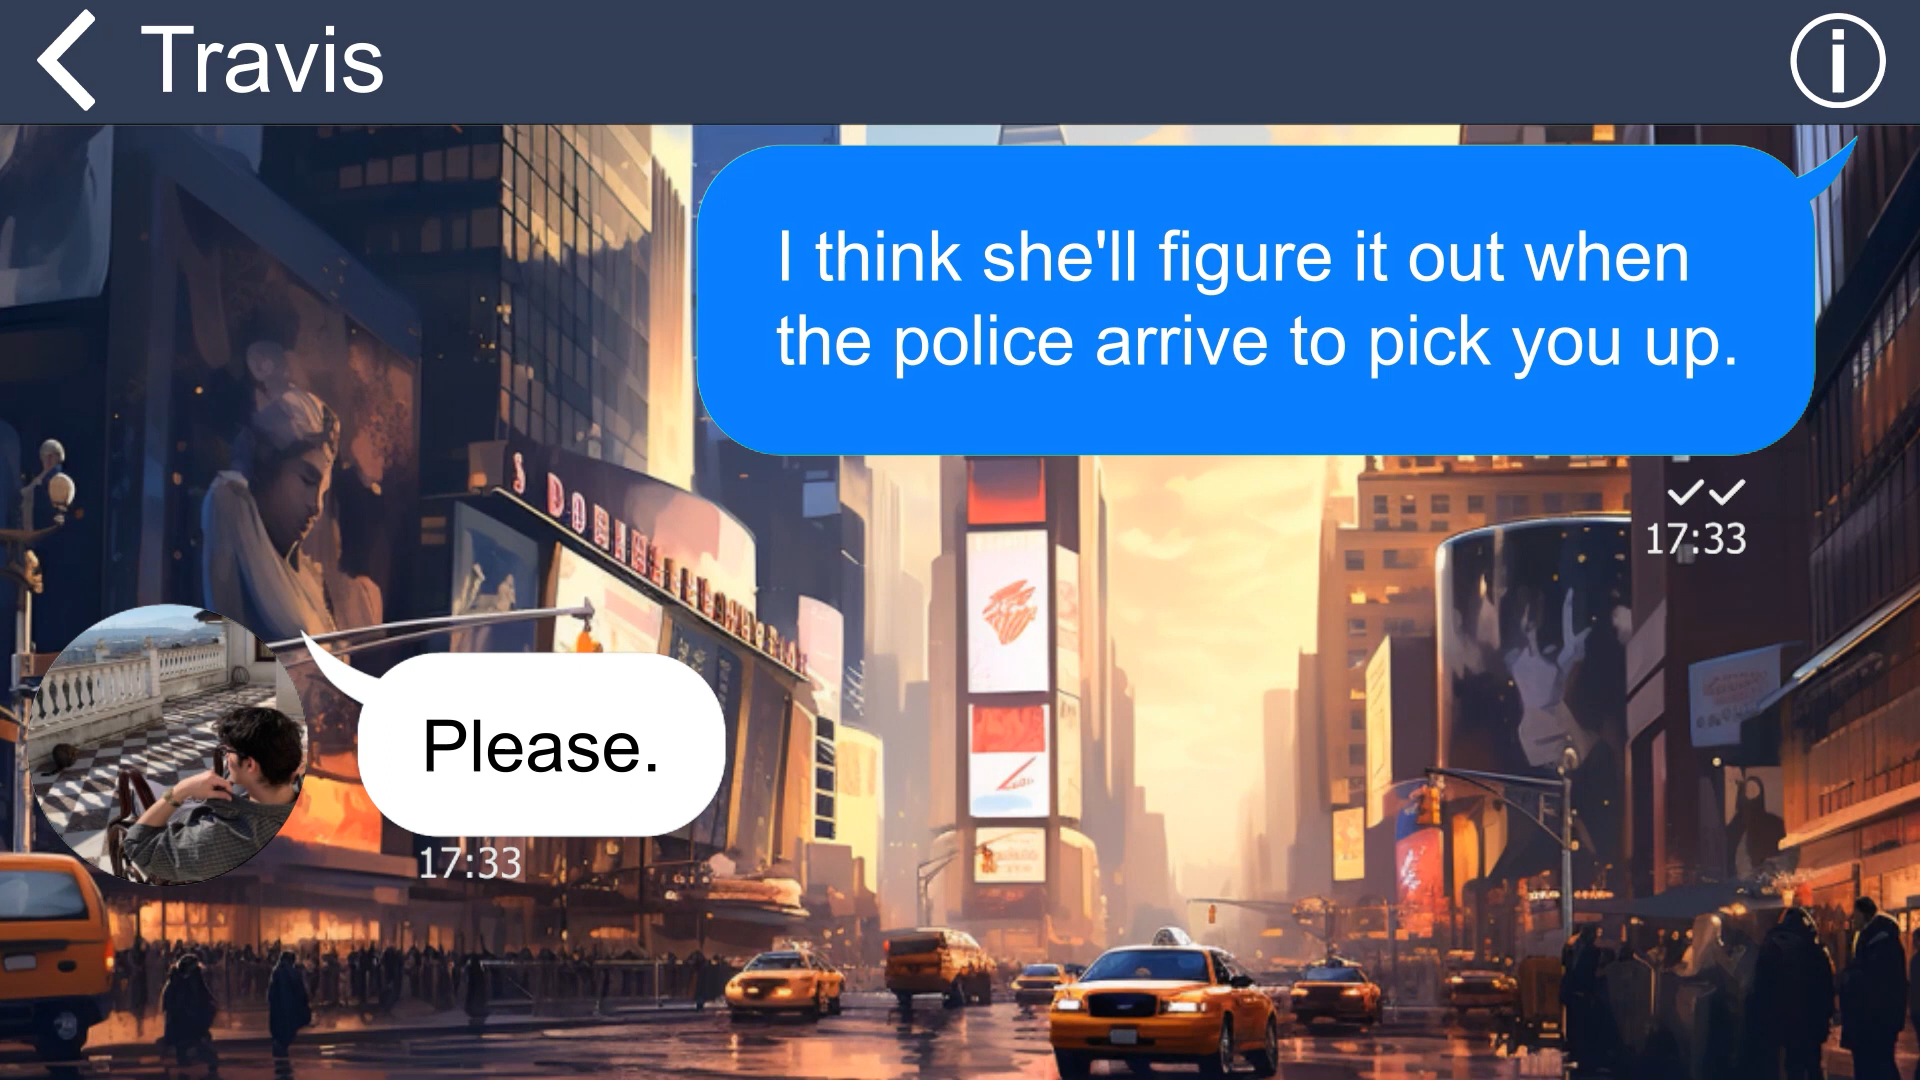 Travis
I think she'll figure it out when
the police arrive to pick you up.
17:33
Please.
17:33